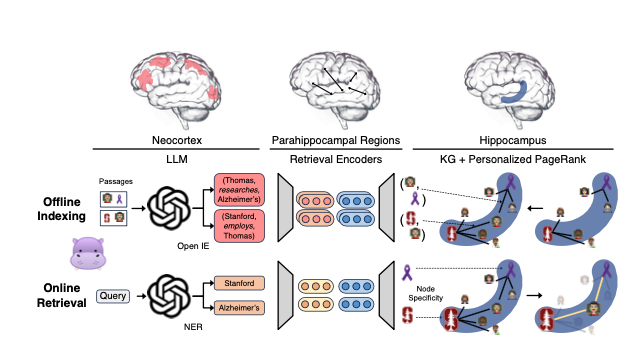 Neocortex
Parahippocampal Regions
Hippocampus
LLM
Retrieval Encoders
KG + Personalized PageRank
Offline
Indexing
Passages
(Thomas,
researches,
Alzheimer's)
(Stanford,
employs,
Thomas)
Open IE
( , )
( , )
Online
Retrieval
Query
Stanford
Alzheimer's
NER
Node
Specificity